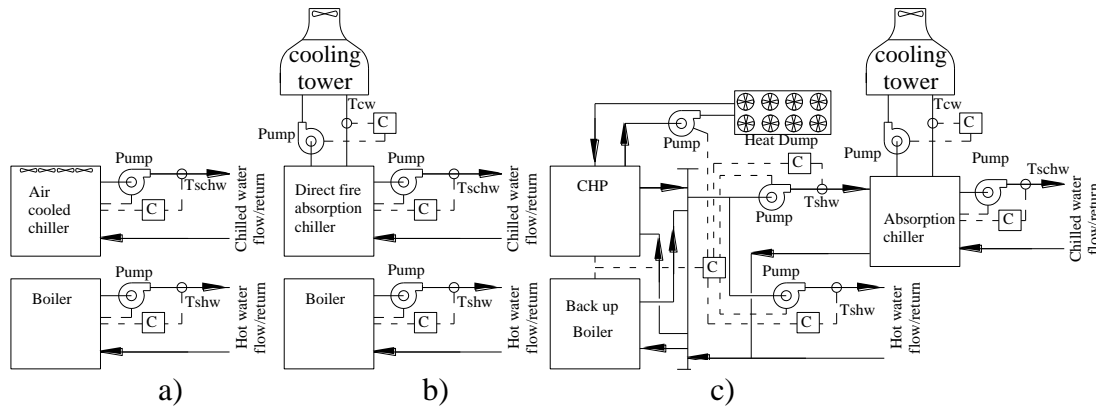 cooling
tower
Tcw
C
Pump
Pump
Air
cooled
chiller
Tschw
C
Chilled water
flow/return
Pump
Direct fire
absorption
chiller
Tschw
C
Chilled water
flow/return
Pump
Boiler
Tshw
C
Hot water
flow/return
Pump
Boiler
Tshw
C
Hot water
flow/return
a)
b)
cooling
tower
Tcw
C
Pump
Heat Dump
Pump
C
CHP
Tshw
Pump
Pump
Tschw
Absorption
chiller
C
Chilled water
flow/return
C
Back up
Boiler
Pump
Tshw
C
Hot water
flow/return
c)